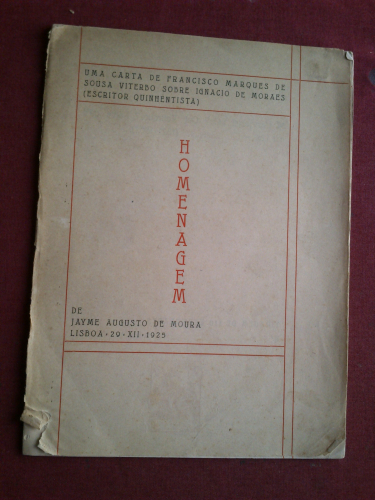 UMA CARTA DE FRANCISCO MARQUES DE
SOUSA VITERBO SOBRE IGNACIO DE MORAES
(ESCRITOR QUINHENTISTA)
HOMENAGEM
DE
JAYME AUGUSTO DE MOURA
LISBOA · 29 · XII · 1925